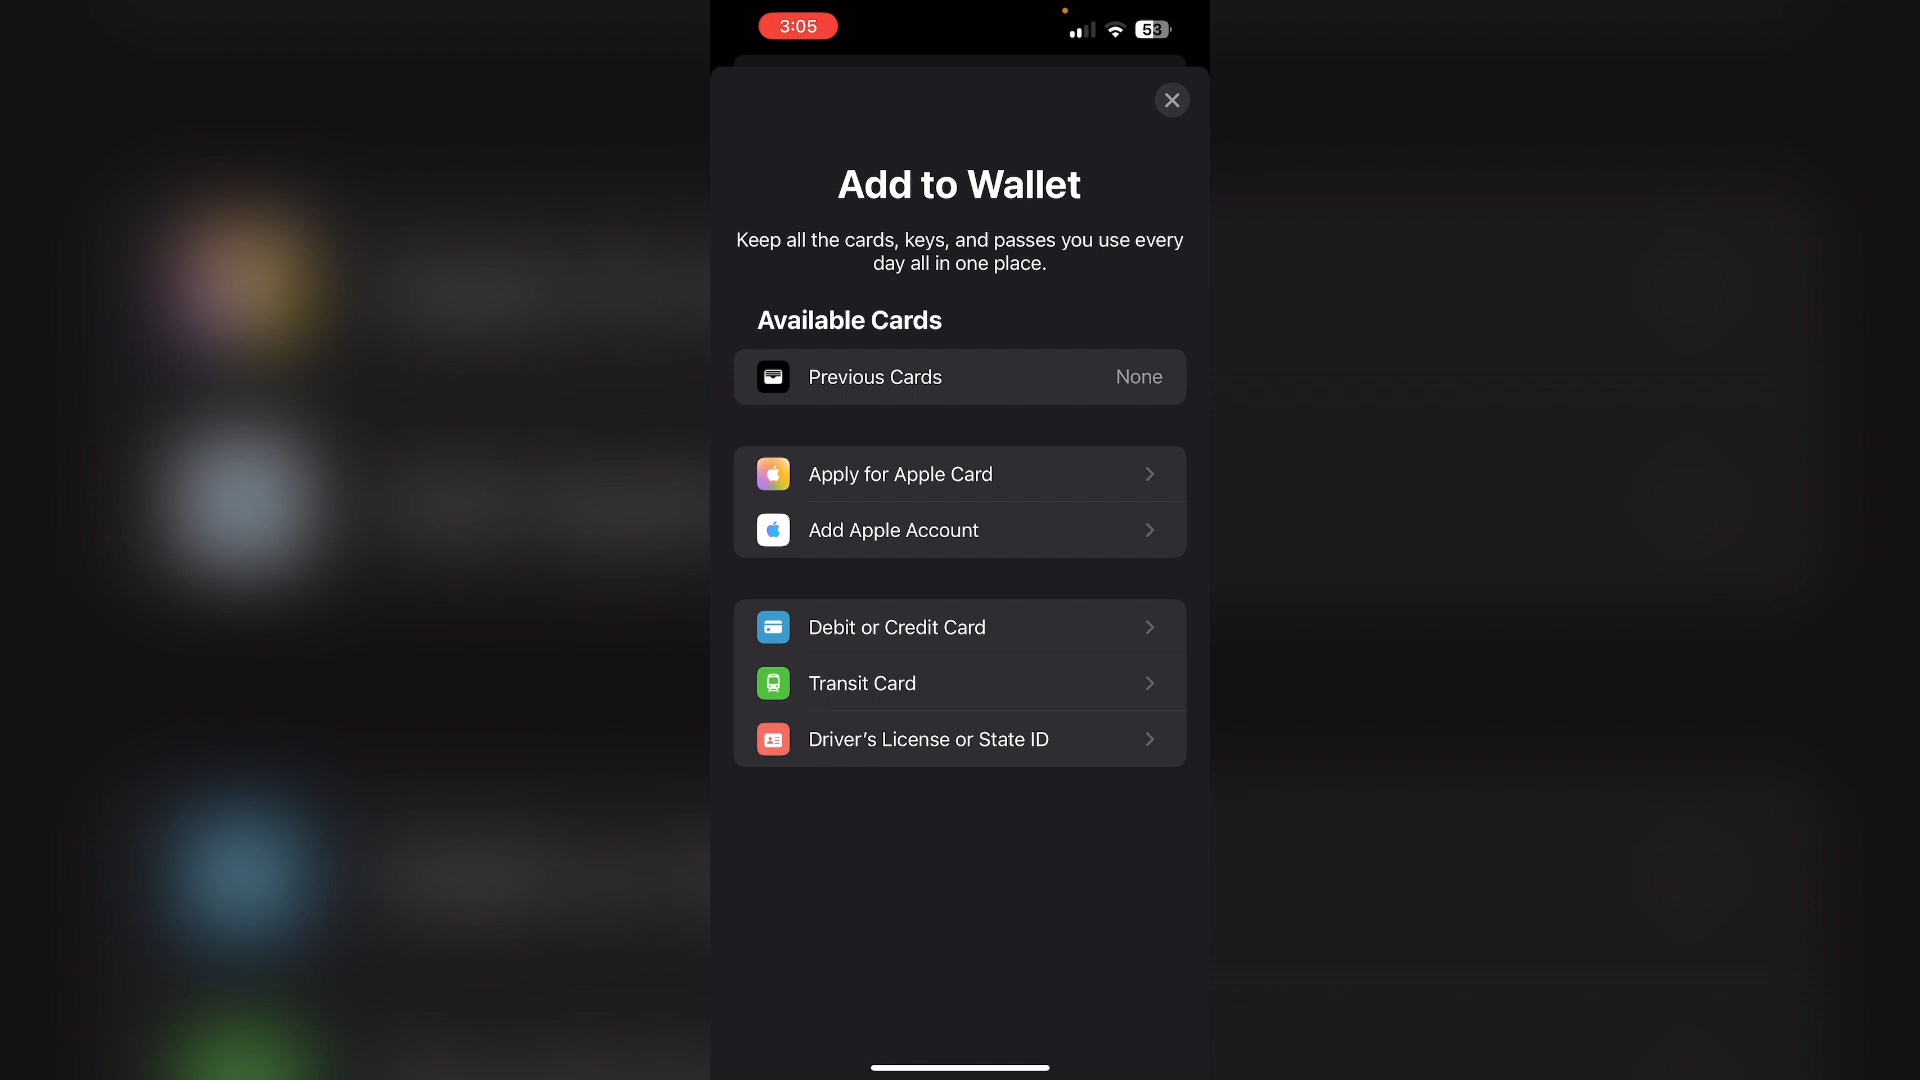 3:05
53
Add to Wallet
Keep all the cards, keys, and passes you use every
day all in one place.
Available Cards
Previous Cards None
Apply for Apple Card
Add Apple Account
Debit or Credit Card
Transit Card
Driver’s License or State ID